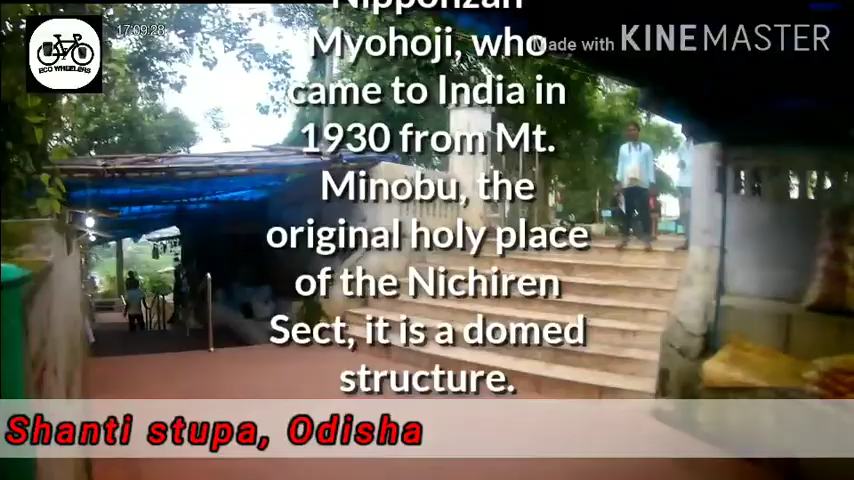 17:09:28
ECO WHEELERS
Made with KINEMASTER
Nipponzan
Myohoji, who
came to India in
1930 from Mt.
Minobu, the
original holy place
of the Nichiren
Sect, it is a domed
structure.
Shanti stupa, Odisha